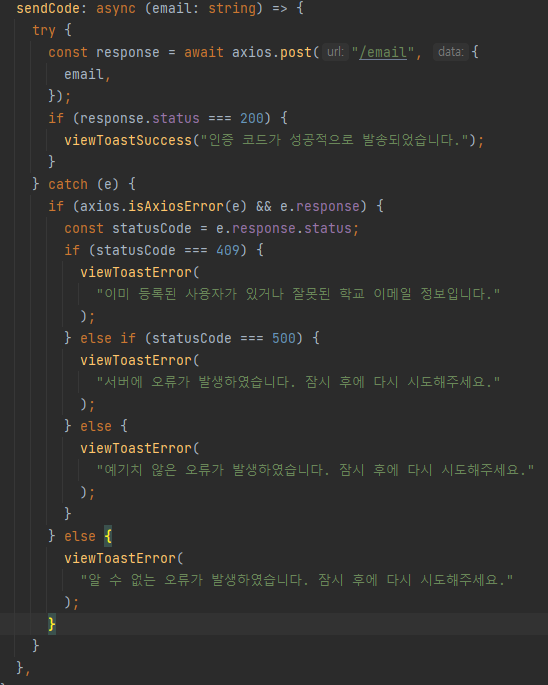 sendCode: async (email: string) => {
try {
const response = await axios.post( url: "/email", data: {
email,
});
if (response.status === 200) {
viewToastSuccess("인증 코드가 성공적으로 발송되었습니다.");
}
} catch (e) {
if (axios.isAxiosError(e) && e.response) {
const statusCode = e.response.status;
if (statusCode === 409) {
viewToastError(
"이미 등록된 사용자가 있거나 잘못된 학교 이메일 정보입니다."
);
} else if (statusCode === 500) {
viewToastError(
"서버에 오류가 발생하였습니다. 잠시 후에 다시 시도해주세요."
);
} else {
viewToastError(
"예기치 않은 오류가 발생하였습니다. 잠시 후에 다시 시도해주세요."
);
}
} else {
viewToastError(
"알 수 없는 오류가 발생하였습니다. 잠시 후에 다시 시도해주세요."
);
}
}
},